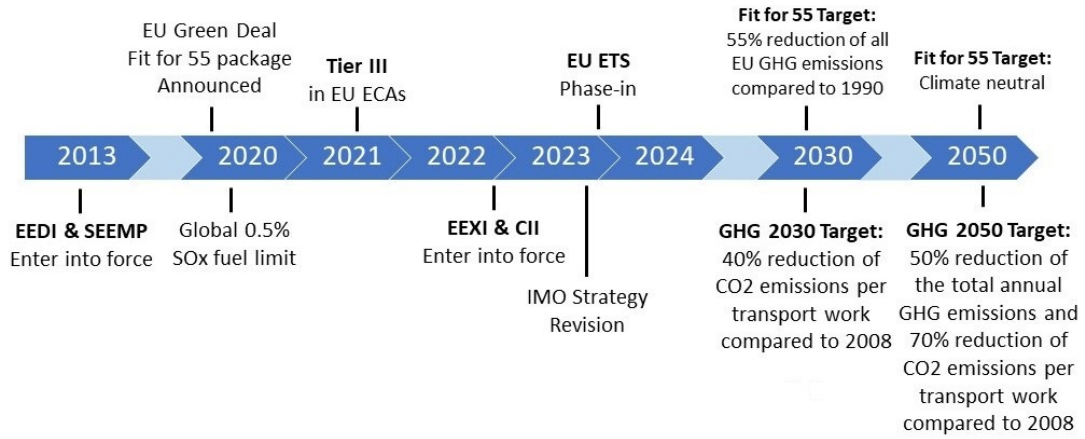 EU Green Deal
Fit for 55 package
Announced
Tier III
in EU ECAs
EU ETS
Phase-in
Fit for 55 Target:
55% reduction of all
EU GHG emissions
compared to 1990
Fit for 55 Target:
Climate neutral
2013
2020
2021
2022
2023
2024
2030
2050
EEDI & SEEMP
Enter into force
Global 0.5%
SOx fuel limit
EEXI & CII
Enter into force
IMO Strategy
Revision
GHG 2030 Target:
40% reduction of
CO2 emissions per
transport work
compared to 2008
GHG 2050 Target:
50% reduction of
the total annual
GHG emissions and
70% reduction of
CO2 emissions per
transport work
compared to 2008